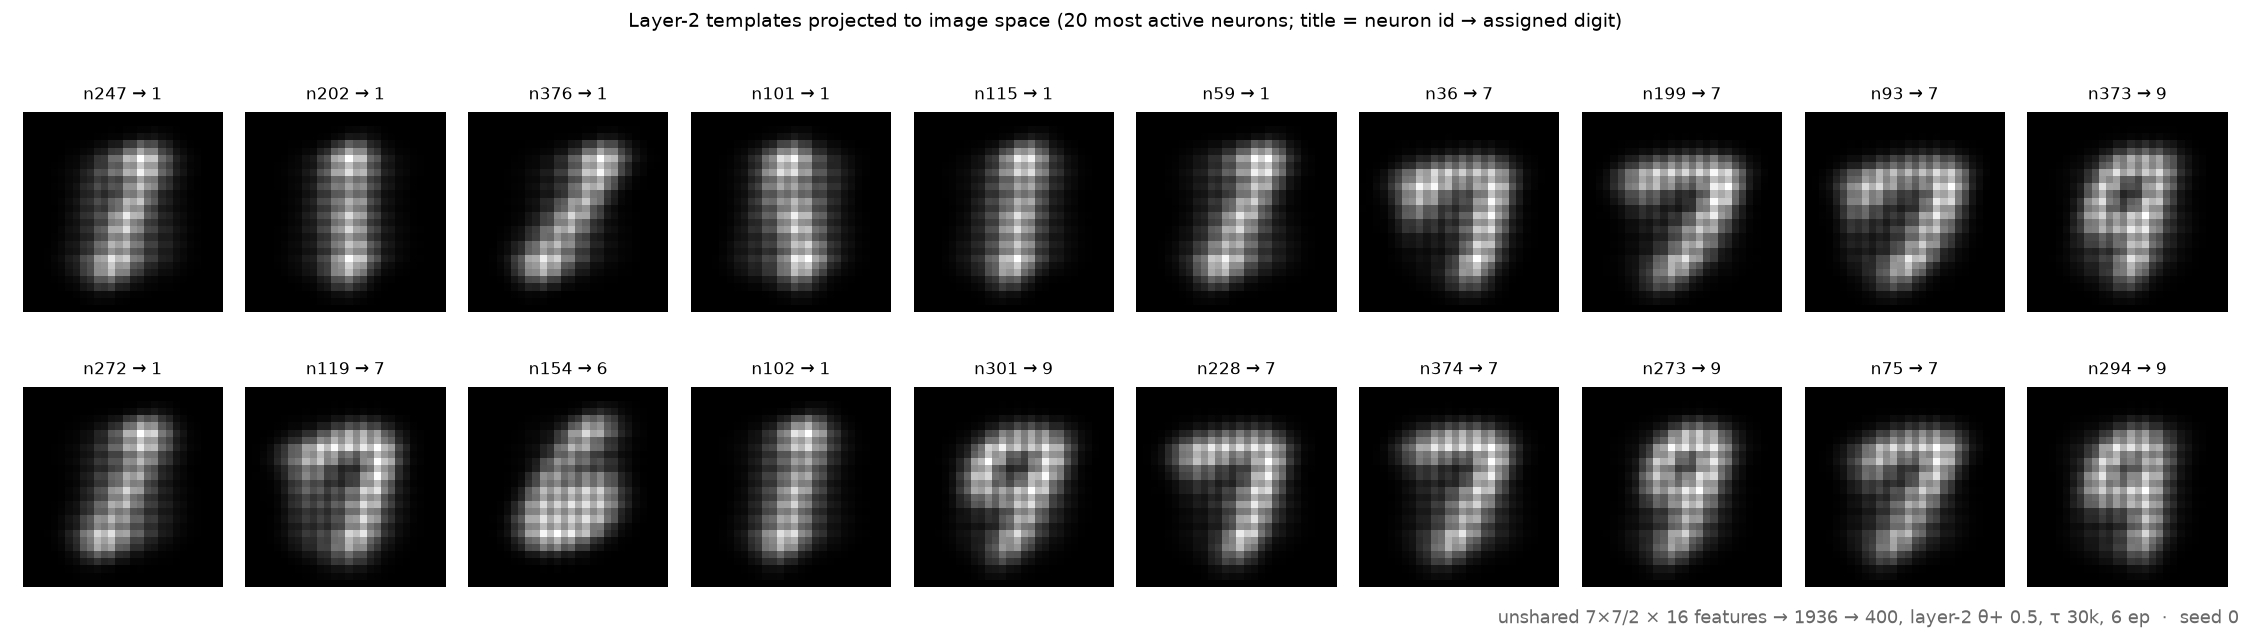 Layer-2 templates projected to image space (20 most active neurons; title = neuron id → assigned digit)
n247 → 1 n202 → 1 n376 → 1 n101 → 1 n115 → 1 n59 → 1 n36 → 7 n199 → 7 n93 → 7 n373 → 9
n272 → 1 n119 → 7 n154 → 6 n102 → 1 n301 → 9 n228 → 7 n374 → 7 n273 → 9 n75 → 7 n294 → 9
unshared 7×7/2 × 16 features → 1936 → 400, layer-2 θ+ 0.5, τ 30k, 6 ep · seed 0